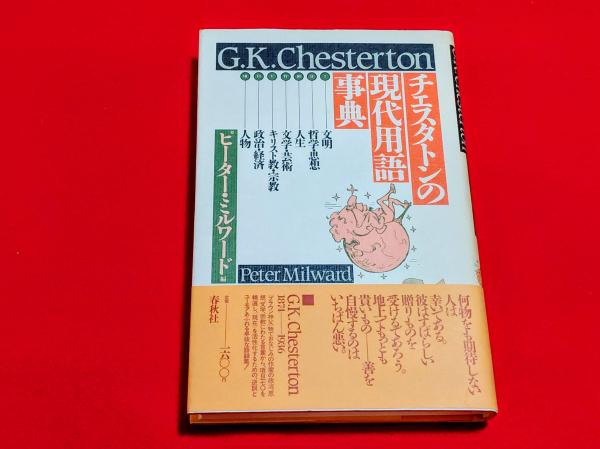 G.K.Chesterton
チェスタトンの
現代用語
事典
文明
哲学・思想
人生
文学・芸術
キリスト教・宗教
政治・経済
人物
ピーター・ミルワード 編
Peter Milward
何物をも期待しない
人は
幸いである。
彼はすばらしい
贈りものを
受けるであろう。
地上でもっとも
貴いもの——善を
自慢するのは
いちばん悪い。
G.K.Chesterton
1874——1936
春秋社
G.K.Chesterton